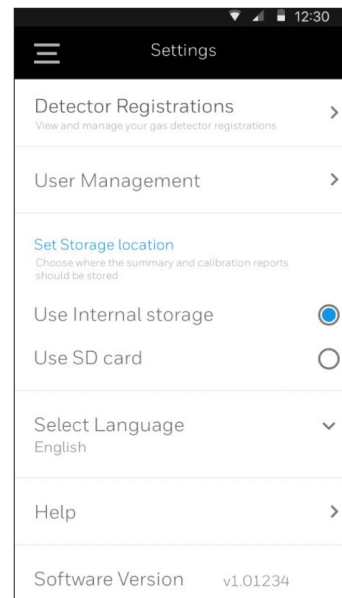 12:30
Settings
Detector Registrations
View and manage your gas detector registrations
User Management
Set Storage location
Choose where the summary and calibration reports
should be stored
Use Internal storage
Use SD card
Select Language
English
Help
Software Version v1.01234